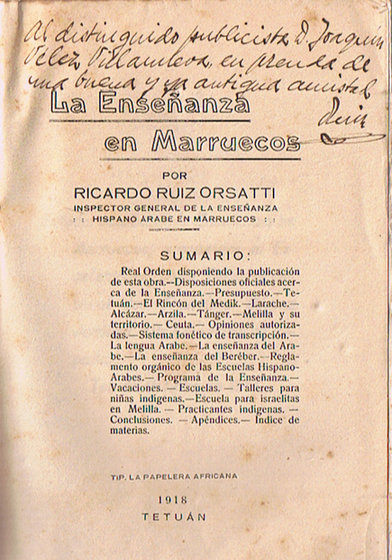 Al distinguido publicista D. Joaquin
Vélez Villanueva, en prenda de
una buena y ya antigua amistad
Ruiz
La Enseñanza
en Marruecos
POR
RICARDO RUIZ ORSATTI
INSPECTOR GENERAL DE LA ENSEÑANZA
: : HISPANO ARABE EN MARRUECOS : :
SUMARIO:
Real Orden disponiendo la publicación
de esta obra.--Disposiciones oficiales acer-
ca de la Enseñanza.—Presupuesto.—Te-
tuán.—El Rincón del Medik.—Larache.—
Alcázar.—Arzila.—Tánger.—Melilla y su
territorio. — Ceuta. — Opiniones autoriza-
das.—Sistema fonético de transcripción.—
La lengua Arabe.—La enseñanza del Ara-
be.—La enseñanza del Beréber.—Regla-
mento orgánico de las Escuelas Hispano-
Arabes.— Programa de la Enseñanza.—
Vacaciones. — Escuelas. — Talleres para
niñas indígenas.—Escuela para israelitas
en Melilla. — Practicantes indígenas. —
Conclusiones. — Apéndices.— Indice de
materias.
TIP. LA PAPELERA AFRICANA
1918
TETUÁN